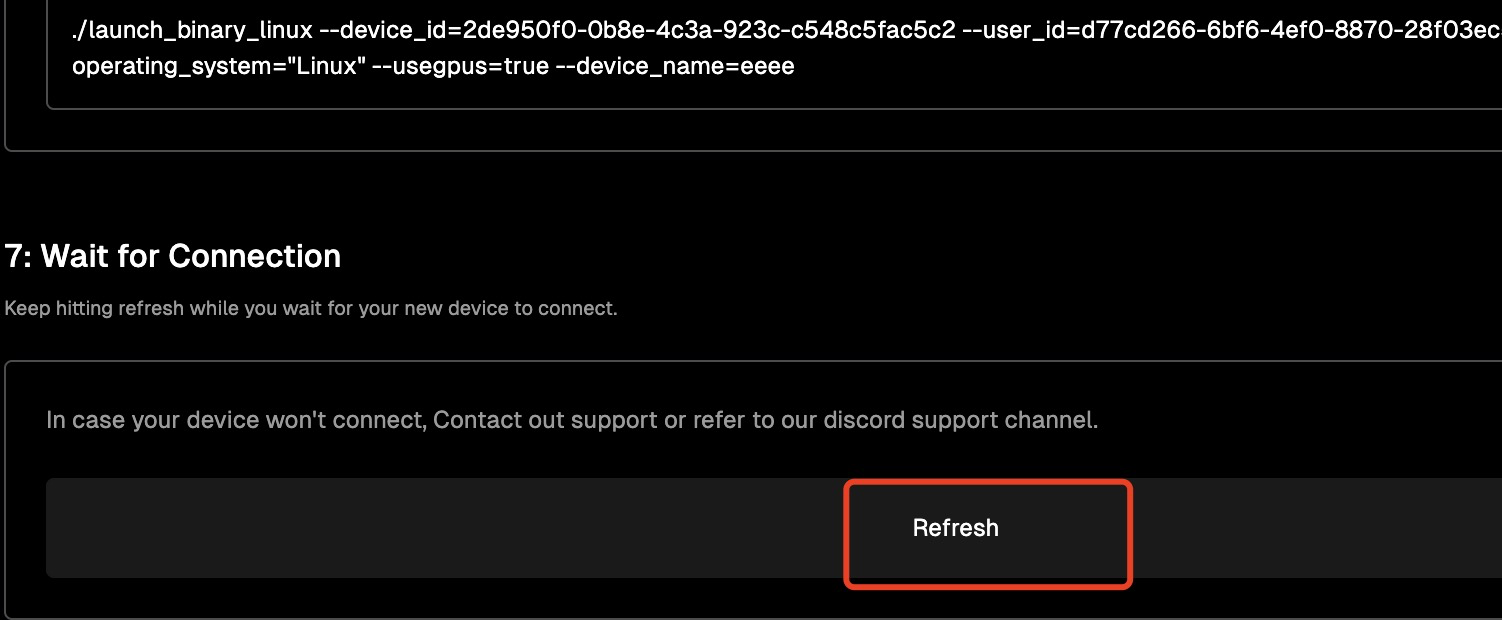 ./launch_binary_linux --device_id=2de950f0-0b8e-4c3a-923c-c548c5fac5c2 --user_id=d77cd266-6bf6-4ef0-8870-28f03ec
operating_system="Linux" --usegpus=true --device_name=eeee
7: Wait for Connection
Keep hitting refresh while you wait for your new device to connect.
In case your device won't connect, Contact out support or refer to our discord support channel.
Refresh